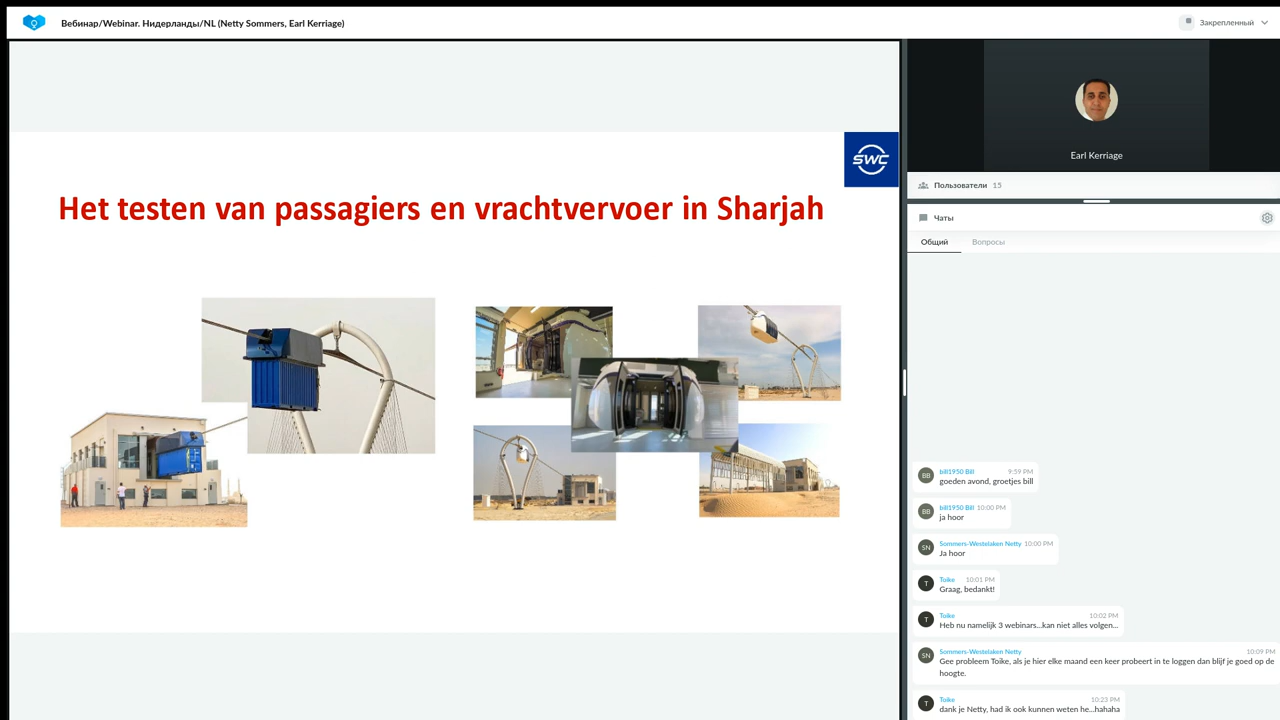 Вебинар/Webinar. Нидерланды/NL (Netty Sommers, Earl Kerriage)
Закрепленный
SWC
Het testen van passagiers en vrachtvervoer in Sharjah
Earl Kerriage
Пользователи 15
Чаты
Общий Вопросы
BB
bill1950 Bill 9:59 PM
goeden avond, groetjes bill
BB
bill1950 Bill 10:00 PM
ja hoor
SN
Sommers-Westelaken Netty 10:00 PM
Ja hoor
T
Toike 10:01 PM
Graag, bedankt!
T
Toike 10:02 PM
Heb nu namelijk 3 webinars...kan niet alles volgen...
SN
Sommers-Westelaken Netty 10:09 PM
Gee probleem Toike, als je hier elke maand een keer probeert in te loggen dan blijf je goed op de
hoogte.
T
Toike 10:23 PM
dank je Netty, had ik ook kunnen weten he...hahaha